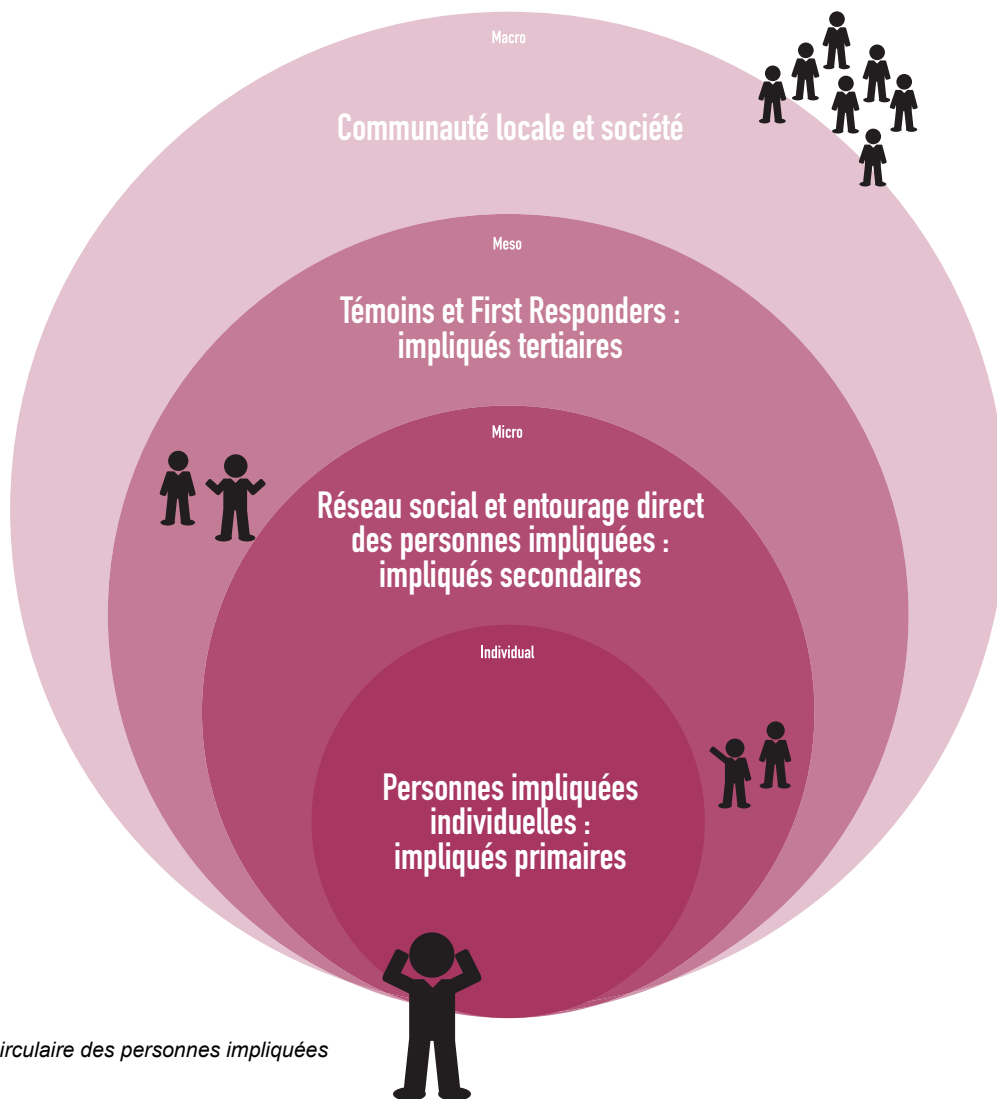 Macro
Communauté locale et société
Meso
Témoins et First Responders :
impliqués tertiaires
Micro
Réseau social et entourage direct
des personnes impliquées :
impliqués secondaires
Individual
Personnes impliquées
individuelles :
impliqués primaires
irculaire des personnes impliquées